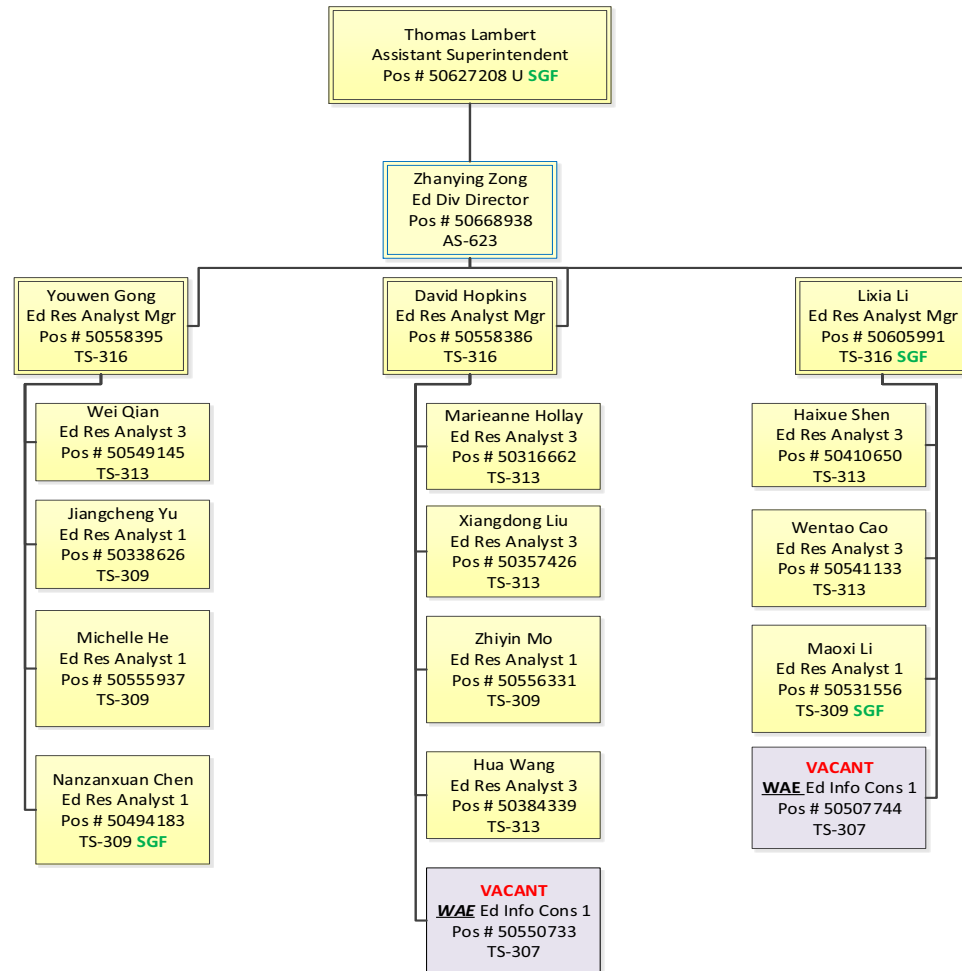 Thomas Lambert
Assistant Superintendent
Pos # 50627208 U SGF
Zhanying Zong
Ed Div Director
Pos # 50668938
AS-623
Youwen Gong
Ed Res Analyst Mgr
Pos # 50558395
TS-316
Wei Qian
Ed Res Analyst 3
Pos # 50549145
TS-313
Jiangcheng Yu
Ed Res Analyst 1
Pos # 50338626
TS-309
Michelle He
Ed Res Analyst 1
Pos # 50555937
TS-309
Nanzanxuan Chen
Ed Res Analyst 1
Pos # 50494183
TS-309 SGF
David Hopkins
Ed Res Analyst Mgr
Pos # 50558386
TS-316
Marieanne Hollay
Ed Res Analyst 3
Pos # 50316662
TS-313
Xiangdong Liu
Ed Res Analyst 3
Pos # 50357426
TS-313
Zhiyin Mo
Ed Res Analyst 1
Pos # 50556331
TS-309
Hua Wang
Ed Res Analyst 3
Pos # 50384339
TS-313
VACANT
WAE Ed Info Cons 1
Pos # 50550733
TS-307
Lixia Li
Ed Res Analyst Mgr
Pos # 50605991
TS-316 SGF
Haixue Shen
Ed Res Analyst 3
Pos # 50410650
TS-313
Wentao Cao
Ed Res Analyst 3
Pos # 50541133
TS-313
Maoxi Li
Ed Res Analyst 1
Pos # 50531556
TS-309 SGF
VACANT
WAE Ed Info Cons 1
Pos # 50507744
TS-307